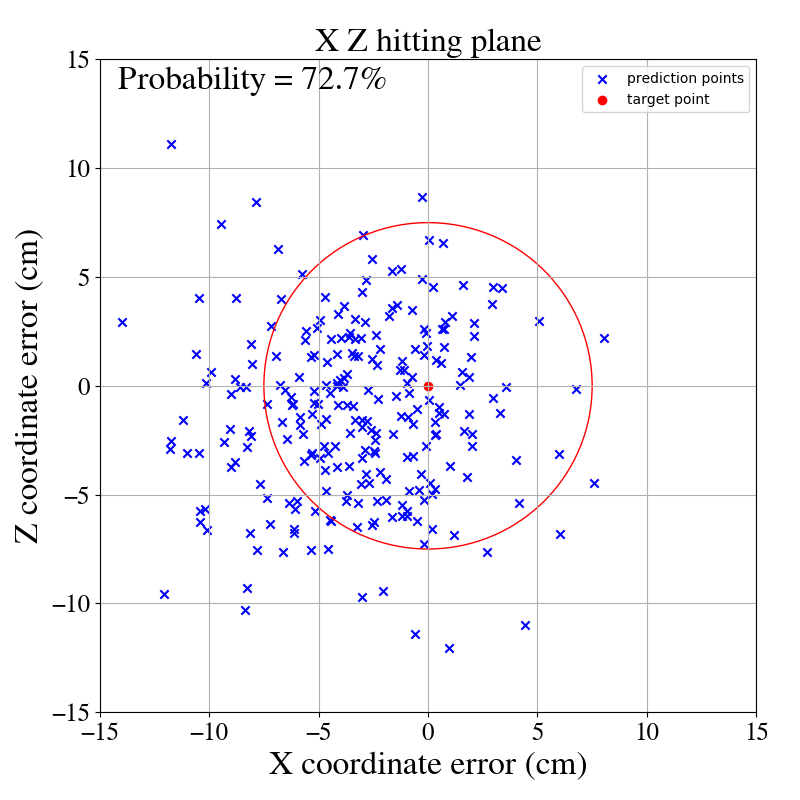 X Z hitting plane
Probability = 72.7%
prediction points
target point
15
10
5
0
−5
−10
−15
−15
−10
−5
0
5
10
15
Z coordinate error (cm)
X coordinate error (cm)